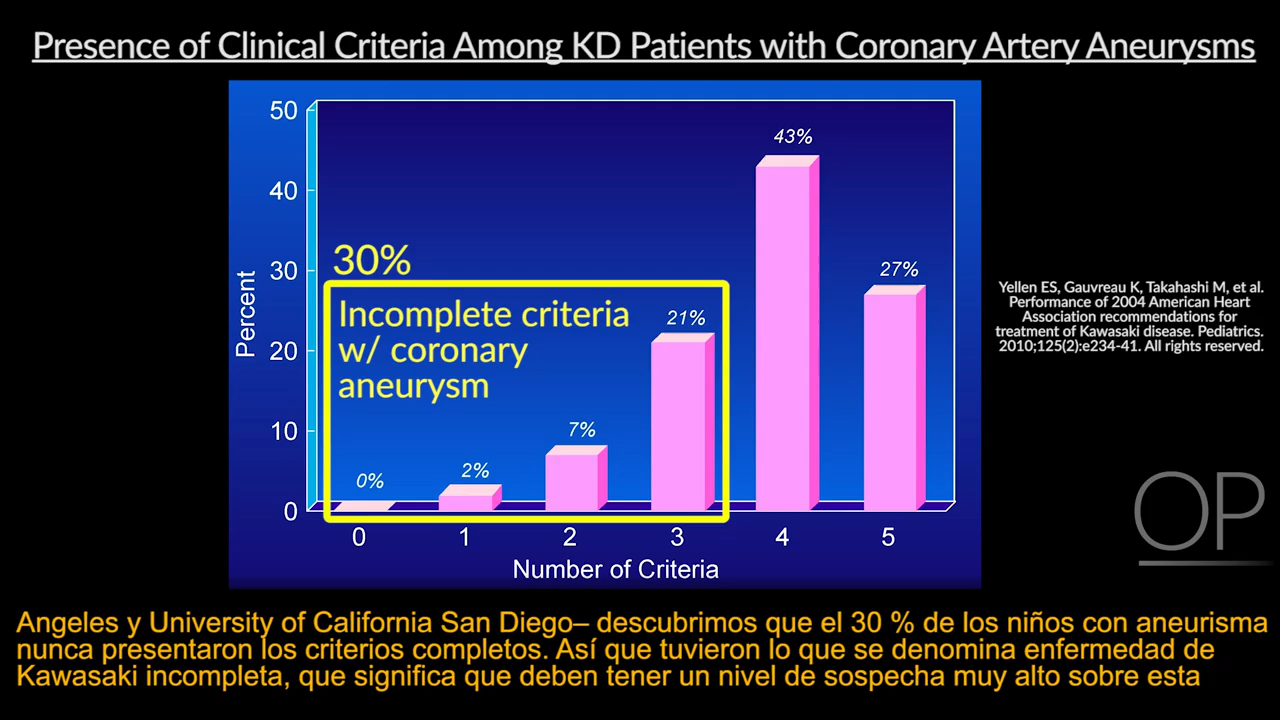 Presence of Clinical Criteria Among KD Patients with Coronary Artery Aneurysms
50
40
30
20
10
0
Percent
30%
Incomplete criteria
w/ coronary
aneurysm
0%
2%
7%
21%
43%
27%
0 1 2 3 4 5
Number of Criteria
Yellen ES, Gauvreau K, Takahashi M, et al.
Performance of 2004 American Heart
Association recommendations for
treatment of Kawasaki disease. Pediatrics.
2010;125(2):e234-41. All rights reserved.
OP
Angeles y University of California San Diego– descubrimos que el 30 % de los niños con aneurisma
nunca presentaron los criterios completos. Así que tuvieron lo que se denomina enfermedad de
Kawasaki incompleta, que significa que deben tener un nivel de sospecha muy alto sobre esta